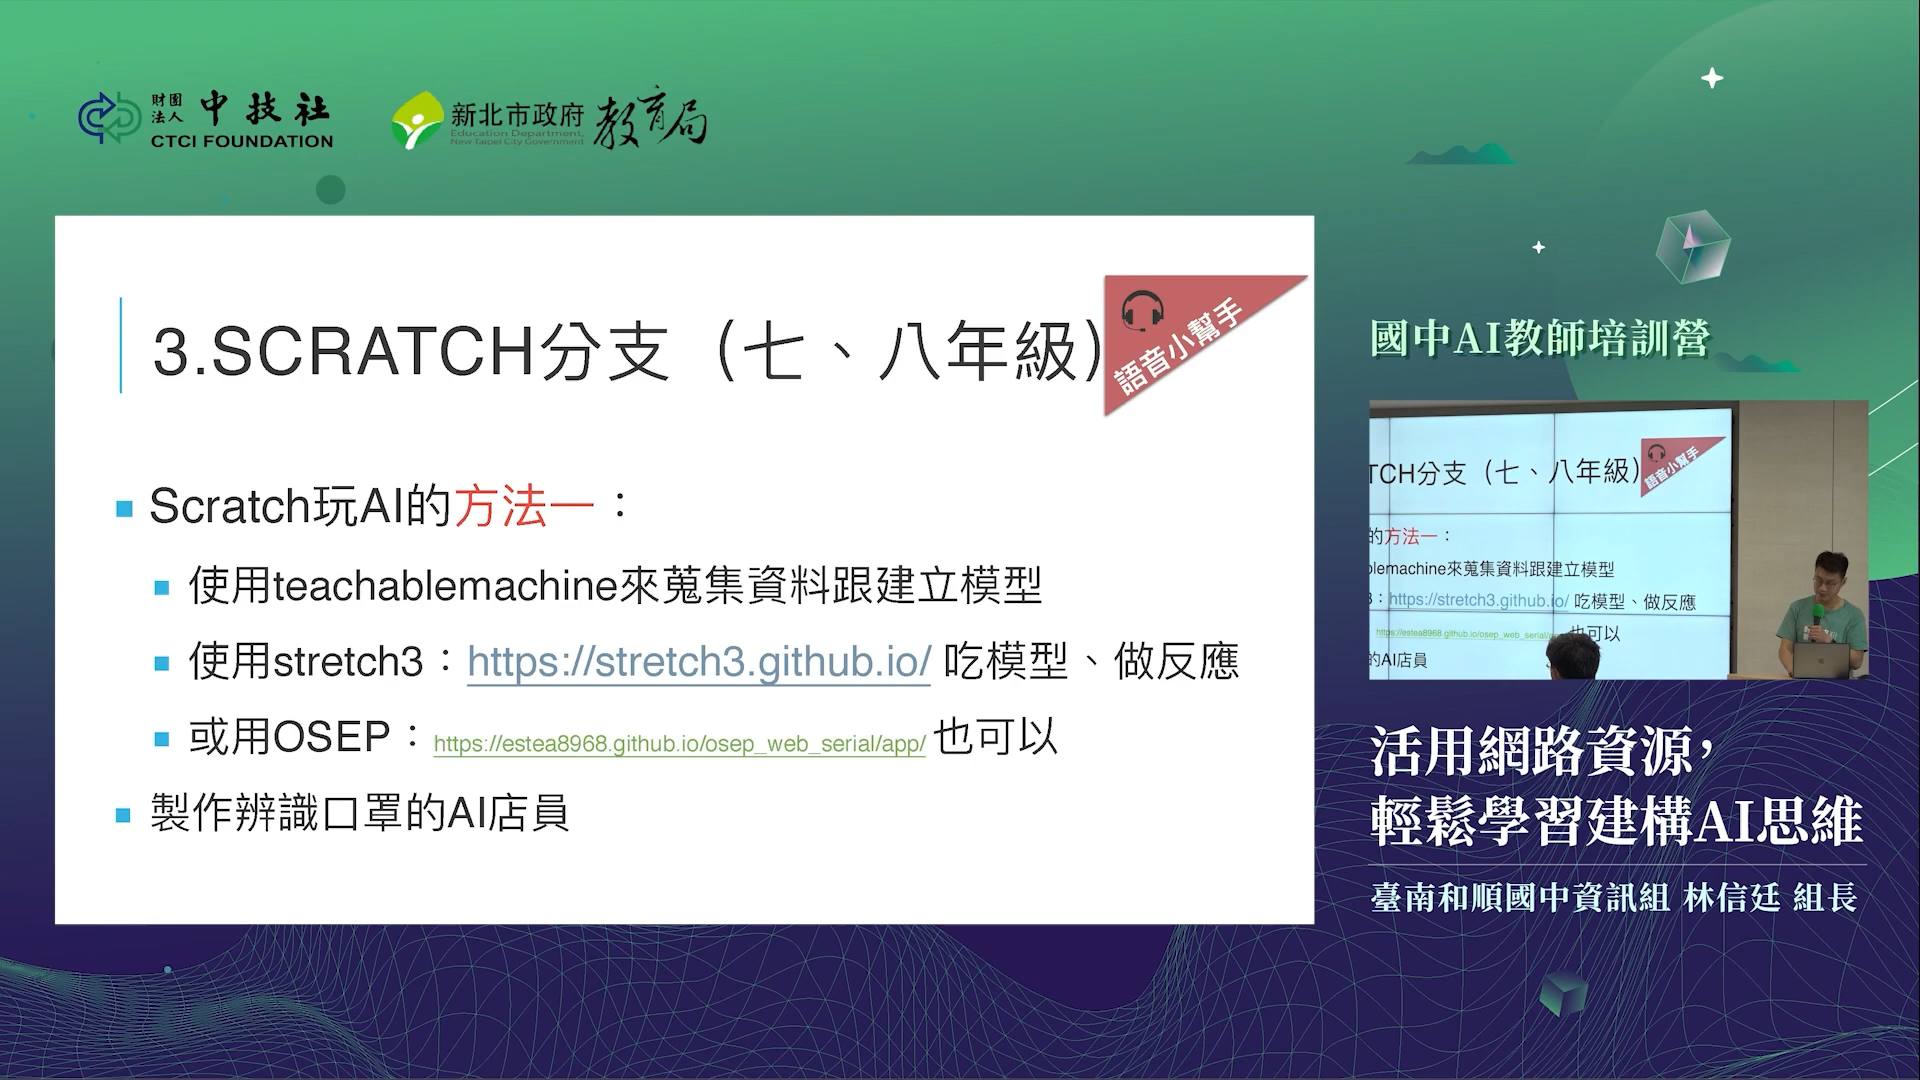 財團法人 中技社
CTCI FOUNDATION
新北市政府 教育局
Education Department,
New Taipei City Government
3.SCRATCH分支（七、八年級）
語音小幫手
Scratch玩AI的方法一：
使用teachablemachine來蒐集資料跟建立模型
使用stretch3：https://stretch3.github.io/ 吃模型、做反應
或用OSEP：https://estea8968.github.io/osep_web_serial/app/ 也可以
製作辨識口罩的AI店員
國中AI教師培訓營
TCH分支（七、八年級）
語音小幫手
的方法一：
blemachine來蒐集資料跟建立模型
3：https://stretch3.github.io/ 吃模型、做反應
https://estea8968.github.io/osep_web_serial/a 也可以
的AI店員
活用網路資源，
輕鬆學習建構AI思維
臺南和順國中資訊組 林信廷 組長